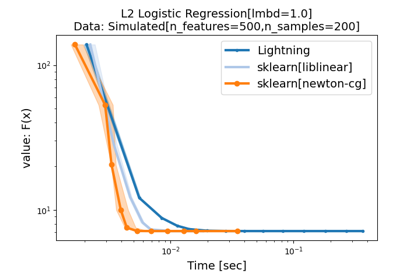 L2 Logistic Regression[lmbd=1.0]
Data: Simulated[n_features=500,n_samples=200]
Lightning
sklearn[liblinear]
sklearn[newton-cg]
value: F(x)
10²
10¹
10⁻²
10⁻¹
Time [sec]